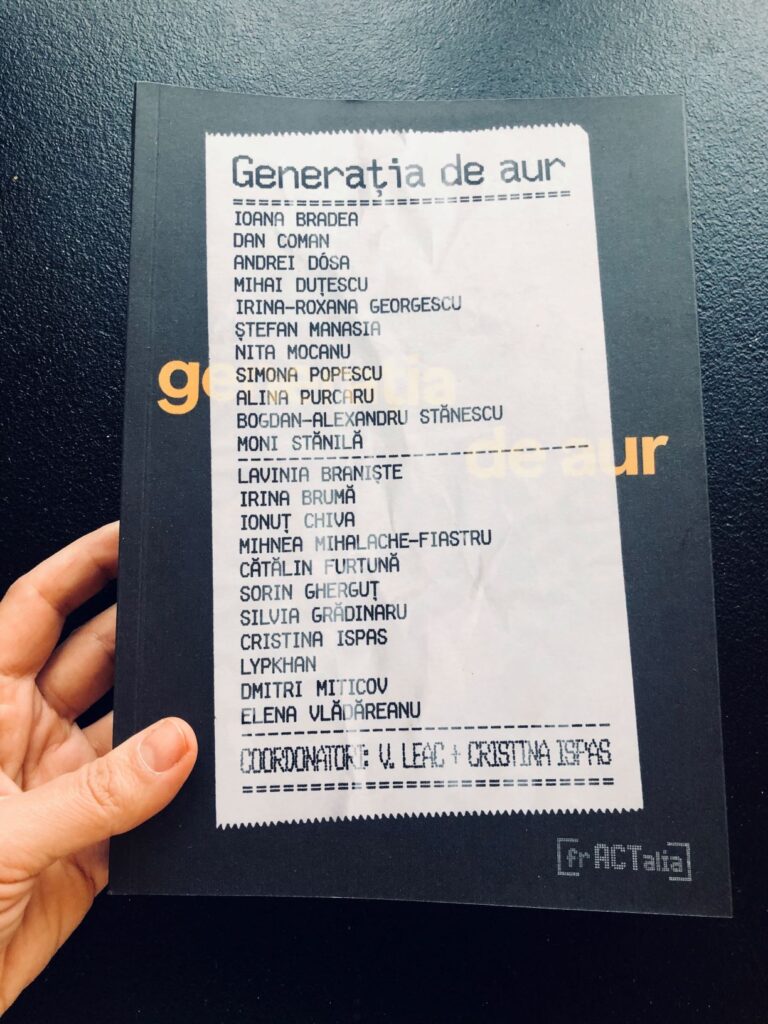 Generația de aur
==============================
IOANA BRADEA
DAN COMAN
ANDREI DÓSA
MIHAI DUȚESCU
IRINA-ROXANA GEORGESCU
ȘTEFAN MANASIA
NITA MOCANU
SIMONA POPESCU
ALINA PURCARU
BOGDAN-ALEXANDRU STĂNESCU
MONI STĂNILĂ
------------------------------
LAVINIA BRANIȘTE
IRINA BRUMĂ
IONUȚ CHIVA
MIHNEA MIHALACHE-FIASTRU
CĂTĂLIN FURTUNĂ
SORIN GHERGUȚ
SILVIA GRĂDINARU
CRISTINA ISPAS
LYPKHAN
DMITRI MITICOV
ELENA VLĂDĂREANU
------------------------------
COORDONATORI: V. LEAC + CRISTINA ISPAS
==============================
generația
de aur
[fr ACTalia]